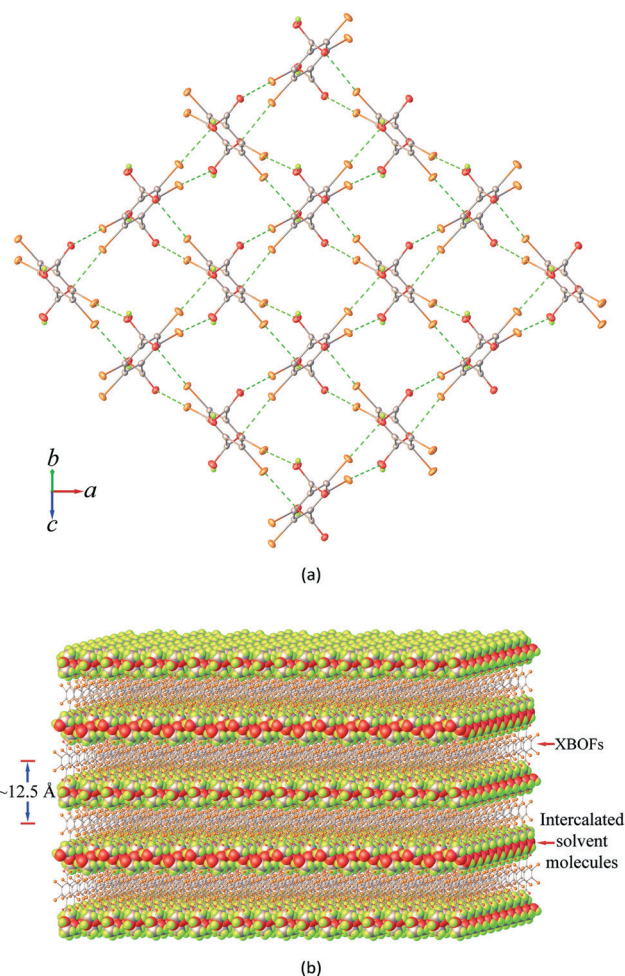 b
a
c
(a)
XBOFs
~12.5 Å
Intercalated
solvent
molecules
(b)